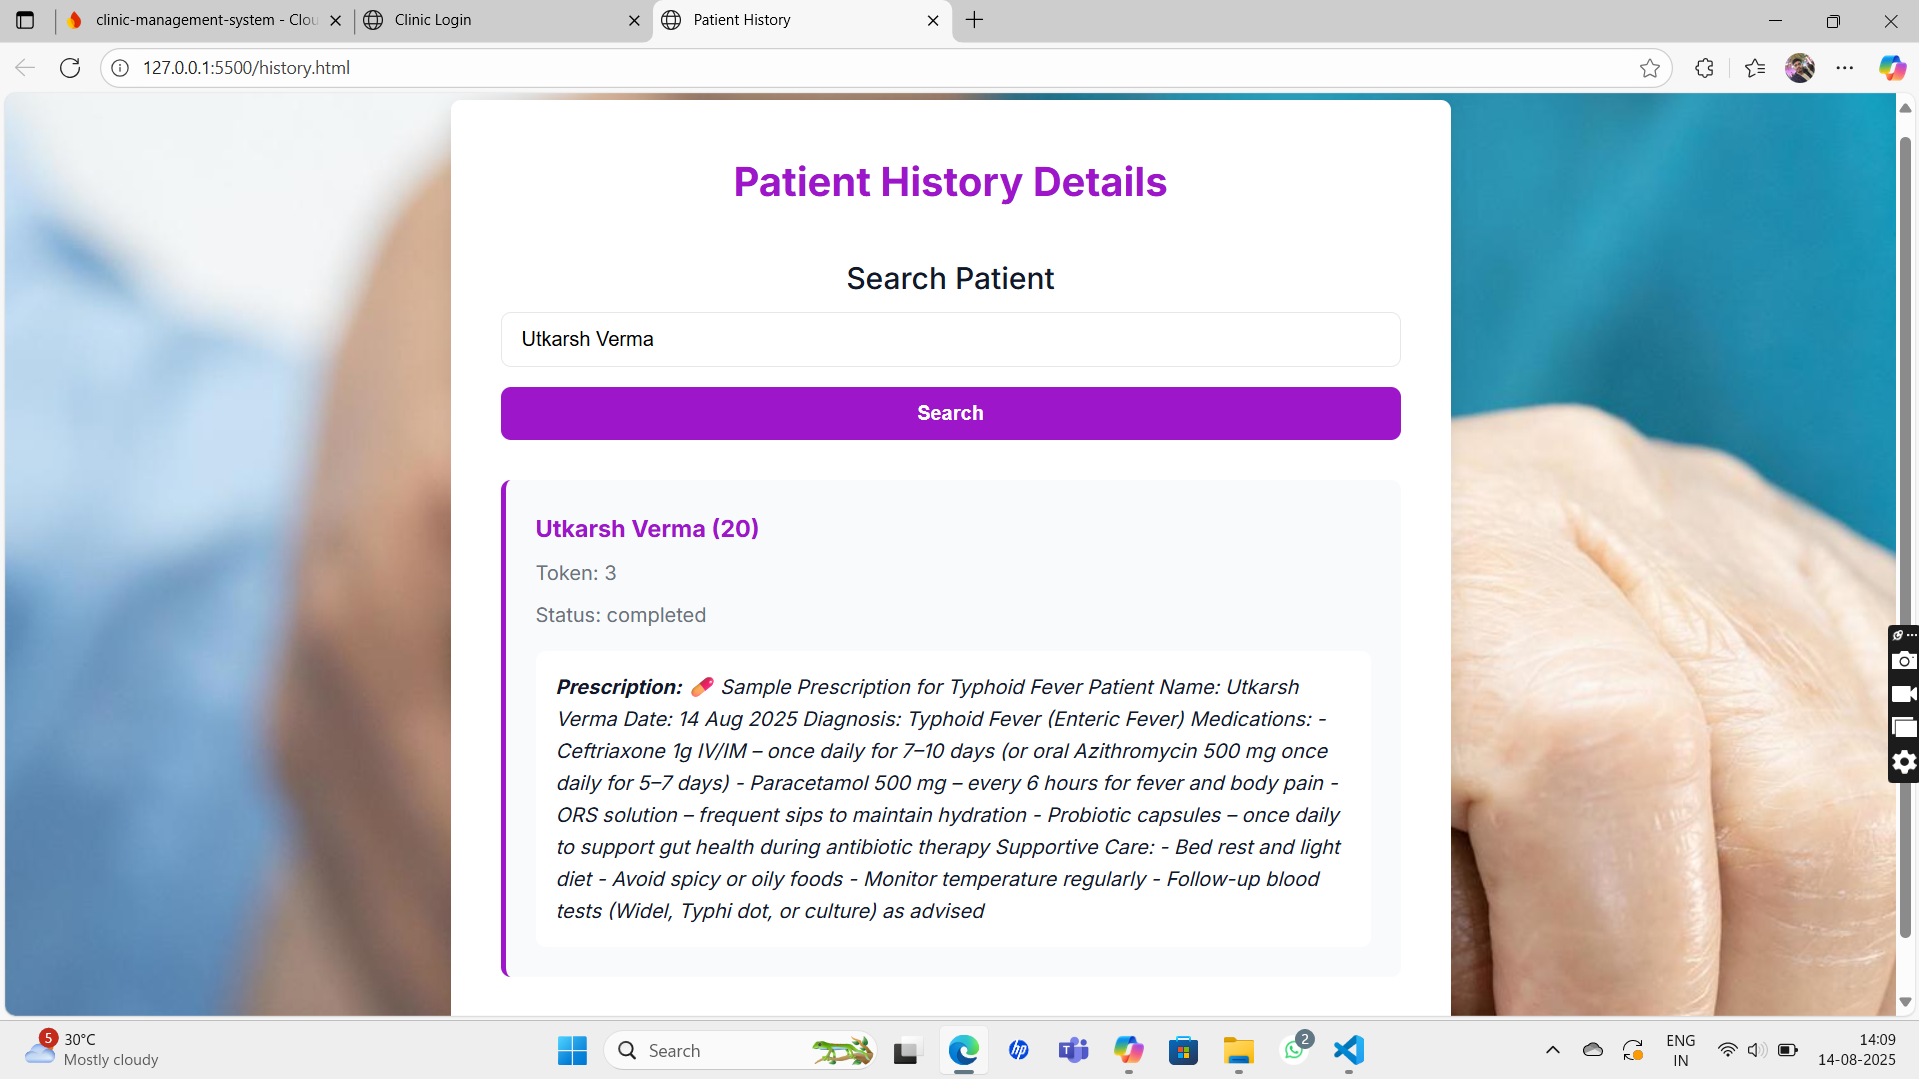 clinic-management-system - Clou
Clinic Login
Patient History
127.0.0.1:5500/history.html
Patient History Details
Search Patient
Utkarsh Verma
Search
Utkarsh Verma (20)
Token: 3
Status: completed
Prescription: 💊 Sample Prescription for Typhoid Fever Patient Name: Utkarsh
Verma Date: 14 Aug 2025 Diagnosis: Typhoid Fever (Enteric Fever) Medications: -
Ceftriaxone 1g IV/IM – once daily for 7–10 days (or oral Azithromycin 500 mg once
daily for 5–7 days) - Paracetamol 500 mg – every 6 hours for fever and body pain -
ORS solution – frequent sips to maintain hydration - Probiotic capsules – once daily
to support gut health during antibiotic therapy Supportive Care: - Bed rest and light
diet - Avoid spicy or oily foods - Monitor temperature regularly - Follow-up blood
tests (Widel, Typhi dot, or culture) as advised
5
30°C
Mostly cloudy
Search
hp
T
2
ENG
IN
14:09
14-08-2025